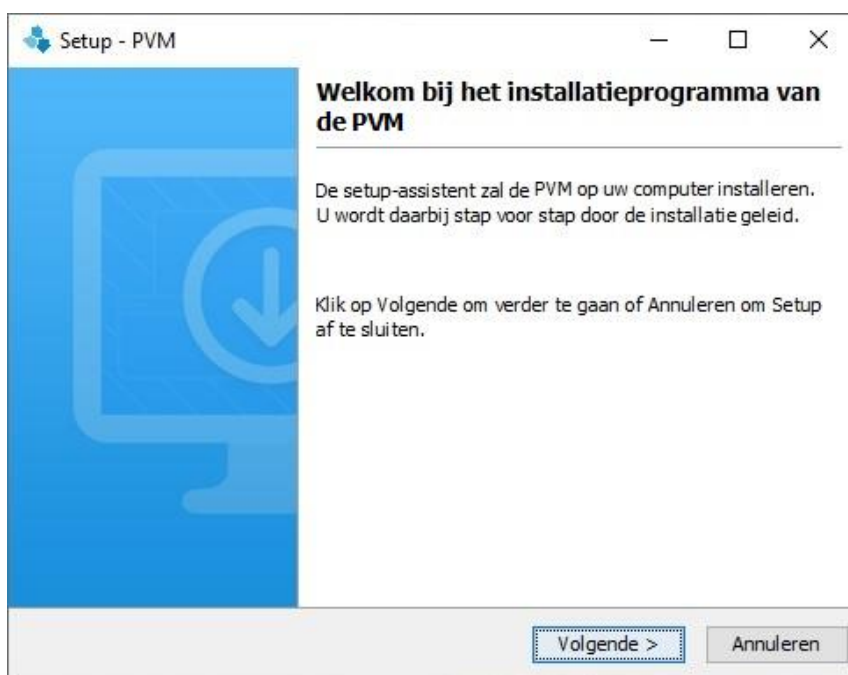 Setup - PVM
Welkom bij het installatieprogramma van
de PVM
De setup-assistent zal de PVM op uw computer installeren.
U wordt daarbij stap voor stap door de installatie geleid.
Klik op Volgende om verder te gaan of Annuleren om Setup
af te sluiten.
Volgende >
Annuleren